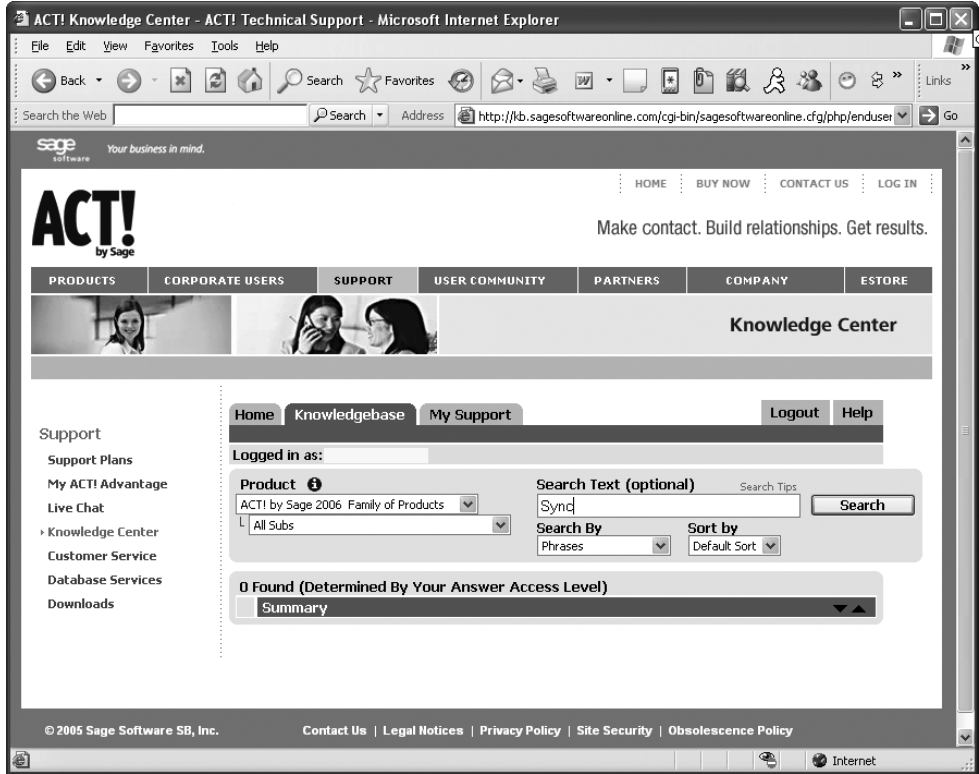 ACT! Knowledge Center - ACT! Technical Support - Microsoft Internet Explorer
File Edit View Favorites Tools Help
Back Search Favorites Links
Search the Web Search Address http://kb.sagesoftwareonline.com/cgi-bin/sagesoftwareonline.cfg/php/enduser Go
sage software Your business in mind.
HOME BUY NOW CONTACT US LOG IN
ACT!
by Sage
Make contact. Build relationships. Get results.
PRODUCTS CORPORATE USERS SUPPORT USER COMMUNITY PARTNERS COMPANY ESTORE
Knowledge Center
Home Knowledgebase My Support Logout Help
Logged in as:
Support
Support Plans
My ACT! Advantage
Live Chat
Knowledge Center
Customer Service
Database Services
Downloads
Product Search Text (optional) Search Tips
ACT! by Sage 2006 Family of Products Sync Search
All Subs Search By Sort by
Phrases Default Sort
0 Found (Determined By Your Answer Access Level)
Summary
© 2005 Sage Software SB, Inc. Contact Us | Legal Notices | Privacy Policy | Site Security | Obsolescence Policy
Internet